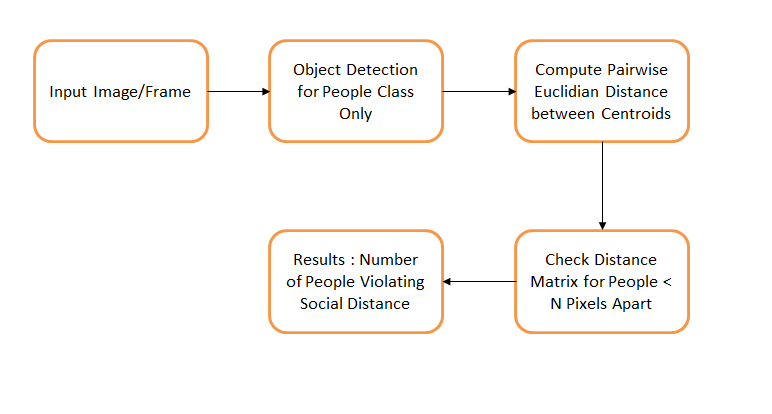 Input Image/Frame
Object Detection
for People Class
Only
Compute Pairwise
Euclidian Distance
between Centroids
Check Distance
Matrix for People <
N Pixels Apart
Results : Number
of People Violating
Social Distance